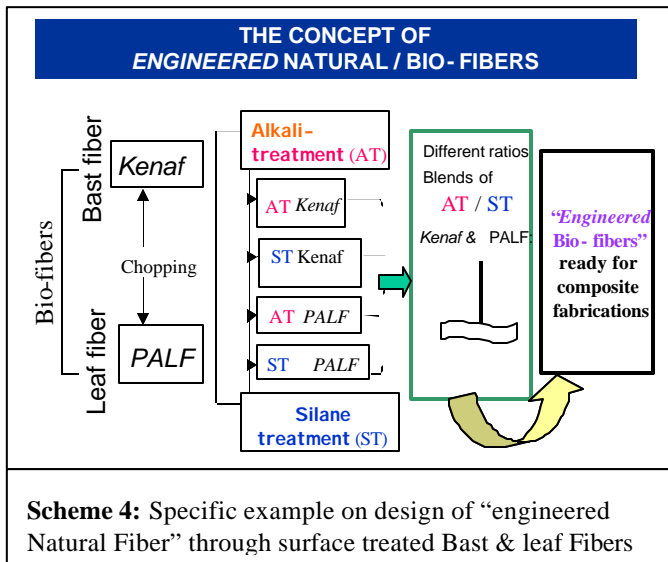 THE CONCEPT OF
ENGINEERED NATURAL / BIO- FIBERS
Bio-fibers
Bast fiber
Kenaf
Chopping
Leaf fiber
PALF
Alkali-
treatment (AT)
AT Kenaf
ST Kenaf
AT PALF
ST PALF
Silane
treatment (ST)
Different ratios
Blends of
AT / ST
Kenaf & PALF:
“Engineered
Bio- fibers”
ready for
composite
fabrications
Scheme 4: Specific example on design of “engineered
Natural Fiber” through surface treated Bast & leaf Fibers